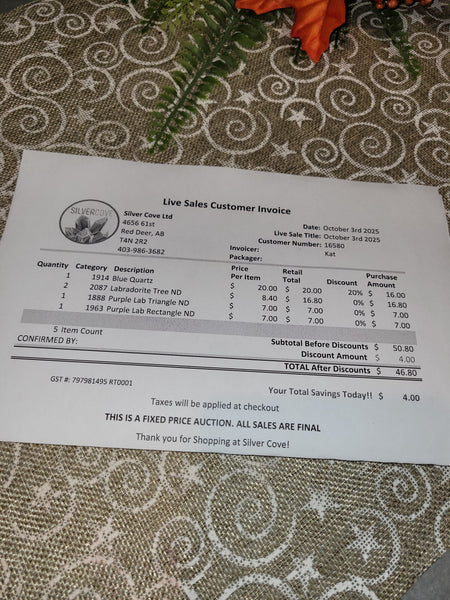 Live Sales Customer Invoice
SILVERCOVE
Silver Cove Ltd
4656 61st
Red Deer, AB
T4N 2R2
403-986-3682
Date: October 3rd 2025
Live Sale Title: October 3rd 2025
Customer Number: 16580
Invoicer: Kat
Packager:
Quantity Category Description Price Per Item Retail Total Discount Purchase Amount
1 1914 Blue Quartz $ 20.00 $ 20.00 20% $ 16.00
2 2087 Labradorite Tree ND $ 8.40 $ 16.80 0% $ 16.80
1 1888 Purple Lab Triangle ND $ 7.00 $ 7.00 0% $ 7.00
1 1963 Purple Lab Rectangle ND $ 7.00 $ 7.00 0% $ 7.00
5 Item Count
Subtotal Before Discounts $ 50.80
CONFIRMED BY:
Discount Amount $ 4.00
TOTAL After Discounts $ 46.80
GST #: 797981495 RT0001
Your Total Savings Today!! $ 4.00
Taxes will be applied at checkout
THIS IS A FIXED PRICE AUCTION. ALL SALES ARE FINAL
Thank you for Shopping at Silver Cove!